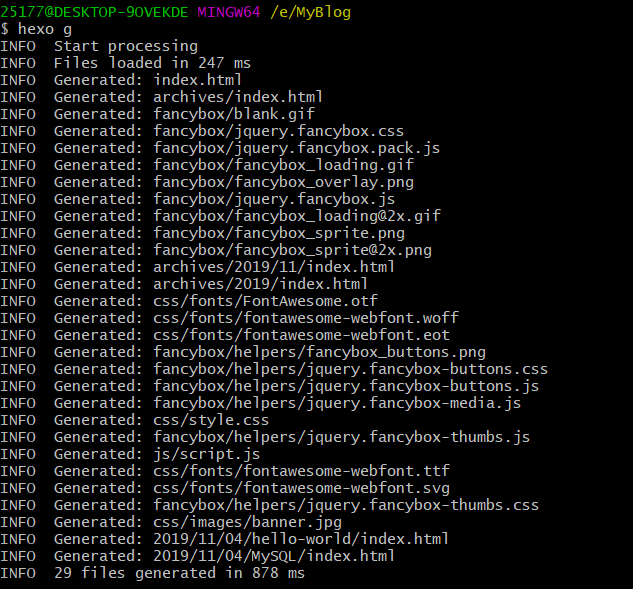 25177@DESKTOP-9OVEKDE MINGW64 /e/MyBlog
$ hexo g
INFO  Start processing
INFO  Files loaded in 247 ms
INFO  Generated: index.html
INFO  Generated: archives/index.html
INFO  Generated: fancybox/blank.gif
INFO  Generated: fancybox/jquery.fancybox.css
INFO  Generated: fancybox/jquery.fancybox.pack.js
INFO  Generated: fancybox/fancybox_loading.gif
INFO  Generated: fancybox/fancybox_overlay.png
INFO  Generated: fancybox/jquery.fancybox.js
INFO  Generated: fancybox/fancybox_loading@2x.gif
INFO  Generated: fancybox/fancybox_sprite.png
INFO  Generated: fancybox/fancybox_sprite@2x.png
INFO  Generated: archives/2019/11/index.html
INFO  Generated: archives/2019/index.html
INFO  Generated: css/fonts/FontAwesome.otf
INFO  Generated: css/fonts/fontawesome-webfont.woff
INFO  Generated: css/fonts/fontawesome-webfont.eot
INFO  Generated: fancybox/helpers/fancybox_buttons.png
INFO  Generated: fancybox/helpers/jquery.fancybox-buttons.css
INFO  Generated: fancybox/helpers/jquery.fancybox-buttons.js
INFO  Generated: fancybox/helpers/jquery.fancybox-media.js
INFO  Generated: css/style.css
INFO  Generated: fancybox/helpers/jquery.fancybox-thumbs.js
INFO  Generated: js/script.js
INFO  Generated: css/fonts/fontawesome-webfont.ttf
INFO  Generated: css/fonts/fontawesome-webfont.svg
INFO  Generated: fancybox/helpers/jquery.fancybox-thumbs.css
INFO  Generated: css/images/banner.jpg
INFO  Generated: 2019/11/04/hello-world/index.html
INFO  Generated: 2019/11/04/MySQL/index.html
INFO  29 files generated in 878 ms